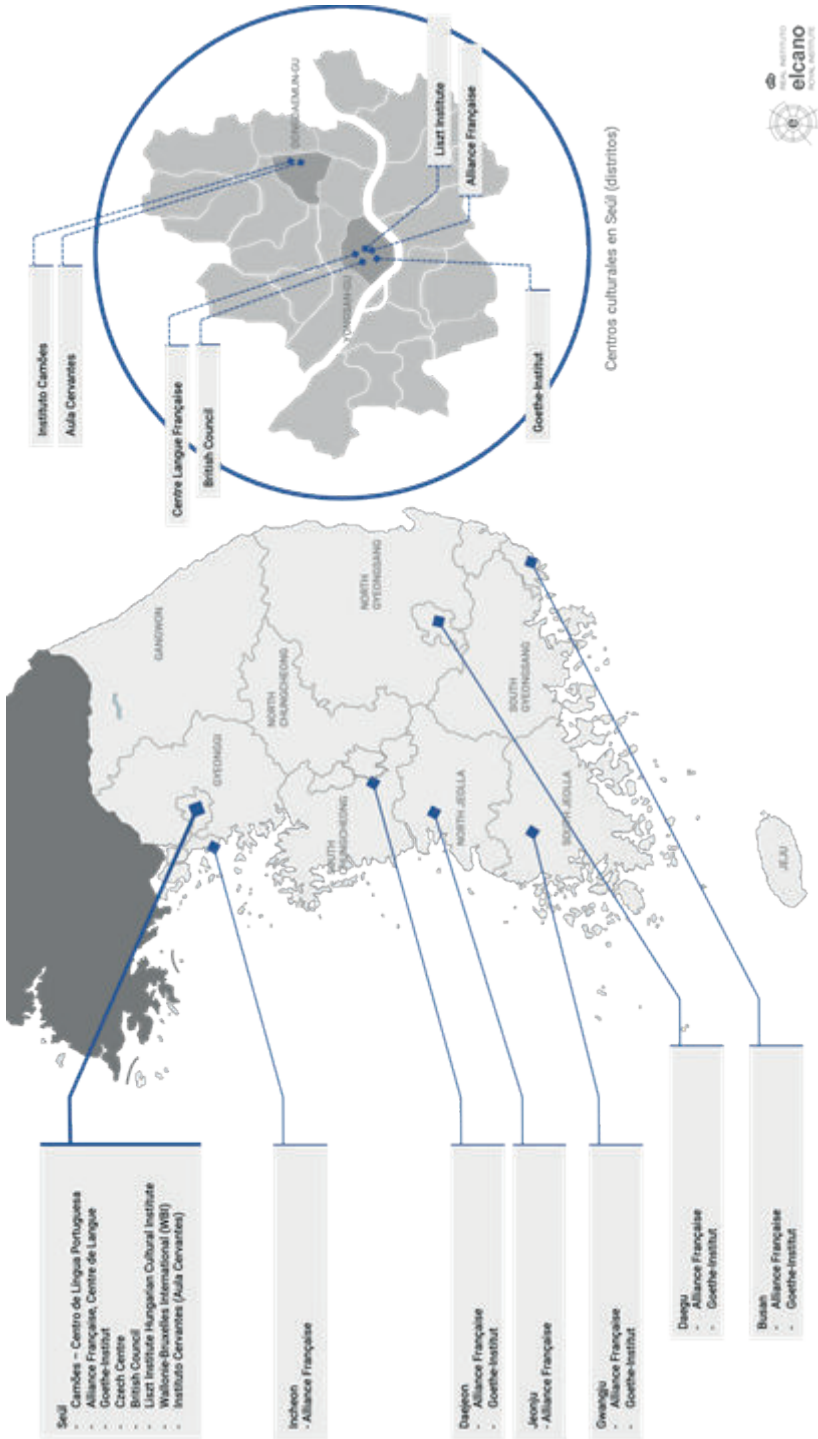 Seúl
- Camões – Centro de Língua Portuguesa
- Alliance Française, Centre de Langue
- Goethe-Institut
- Czech Centre
- British Council
- Liszt Institute Hungarian Cultural Institute
- Wallonie-Bruxelles International (WBI)
- Instituto Cervantes (Aula Cervantes)
Incheon
- Alliance Française
Daejeon
- Alliance Française
- Goethe-Institut
Jeonju
- Alliance Française
Gwangju
- Alliance Française
- Goethe-Institut
Daegu
- Alliance Française
- Goethe-Institut
Busan
- Alliance Française
- Goethe-Institut
GANGWON
GYEONGGI
NORTH
CHUNGCHEONG
SOUTH
CHUNGCHEONG
NORTH
GYEONGSANG
NORTH JEOLLA
SOUTH
GYEONGSANG
SOUTH JEOLLA
JEJU
Instituto Camões
Aula Cervantes
Centre Langue Française
British Council
DONGDAEMUN-GU
YONGSAN-GU
Liszt Institute
Alliance Française
Goethe-Institut
Centros culturales en Seúl (distritos)
e
REAL INSTITUTO
elcano
ROYAL INSTITUTE